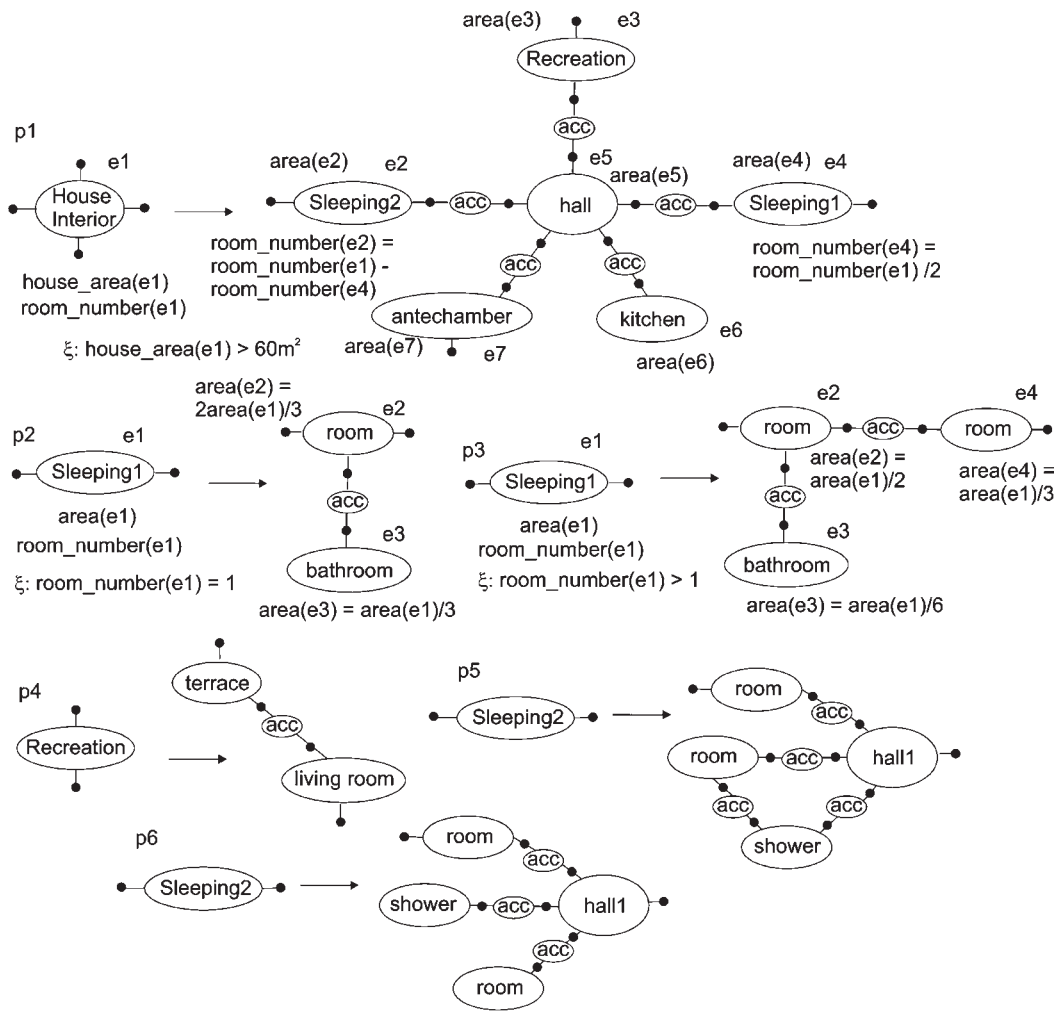 area(e3) e3
Recreation
acc
p1
e1
House
Interior
house_area(e1)
room_number(e1)
ξ: house_area(e1) > 60m²
area(e2) e2
Sleeping2
acc
room_number(e2) =
room_number(e1) -
room_number(e4)
e5
area(e5)
hall
acc
area(e4) e4
Sleeping1
room_number(e4) =
room_number(e1) /2
acc
antechamber
area(e7) e7
acc
kitchen
e6
area(e6)
p2 e1
Sleeping1
area(e1)
room_number(e1)
ξ: room_number(e1) = 1
area(e2) =
2area(e1)/3
e2
room
acc
e3
bathroom
area(e3) = area(e1)/3
p3 e1
Sleeping1
area(e1)
room_number(e1)
ξ: room_number(e1) > 1
e2 e4
room acc room
area(e2) =
area(e1)/2
area(e4) =
area(e1)/3
acc
e3
bathroom
area(e3) = area(e1)/6
p4
Recreation
terrace
acc
living room
p5
Sleeping2
room
acc
room acc hall1
acc acc
shower
p6
Sleeping2
room
acc
shower acc hall1
acc
room